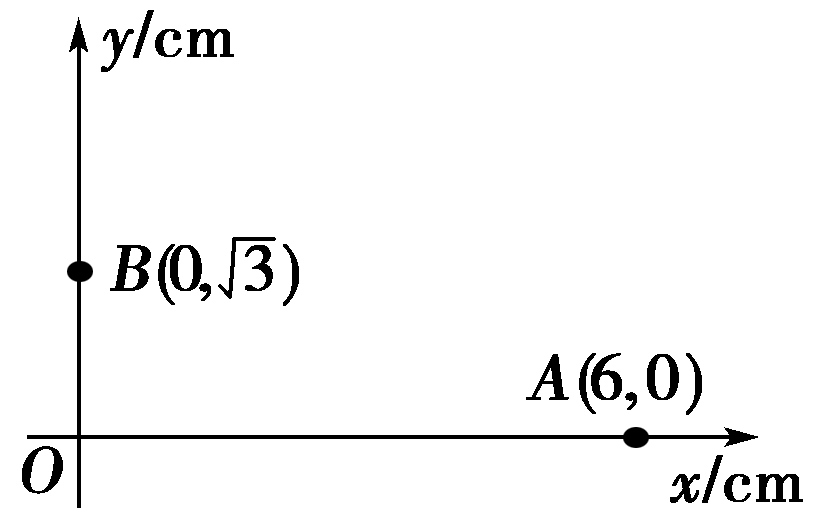 y/cm
B(0,√3)
A(6,0)
O
x/cm